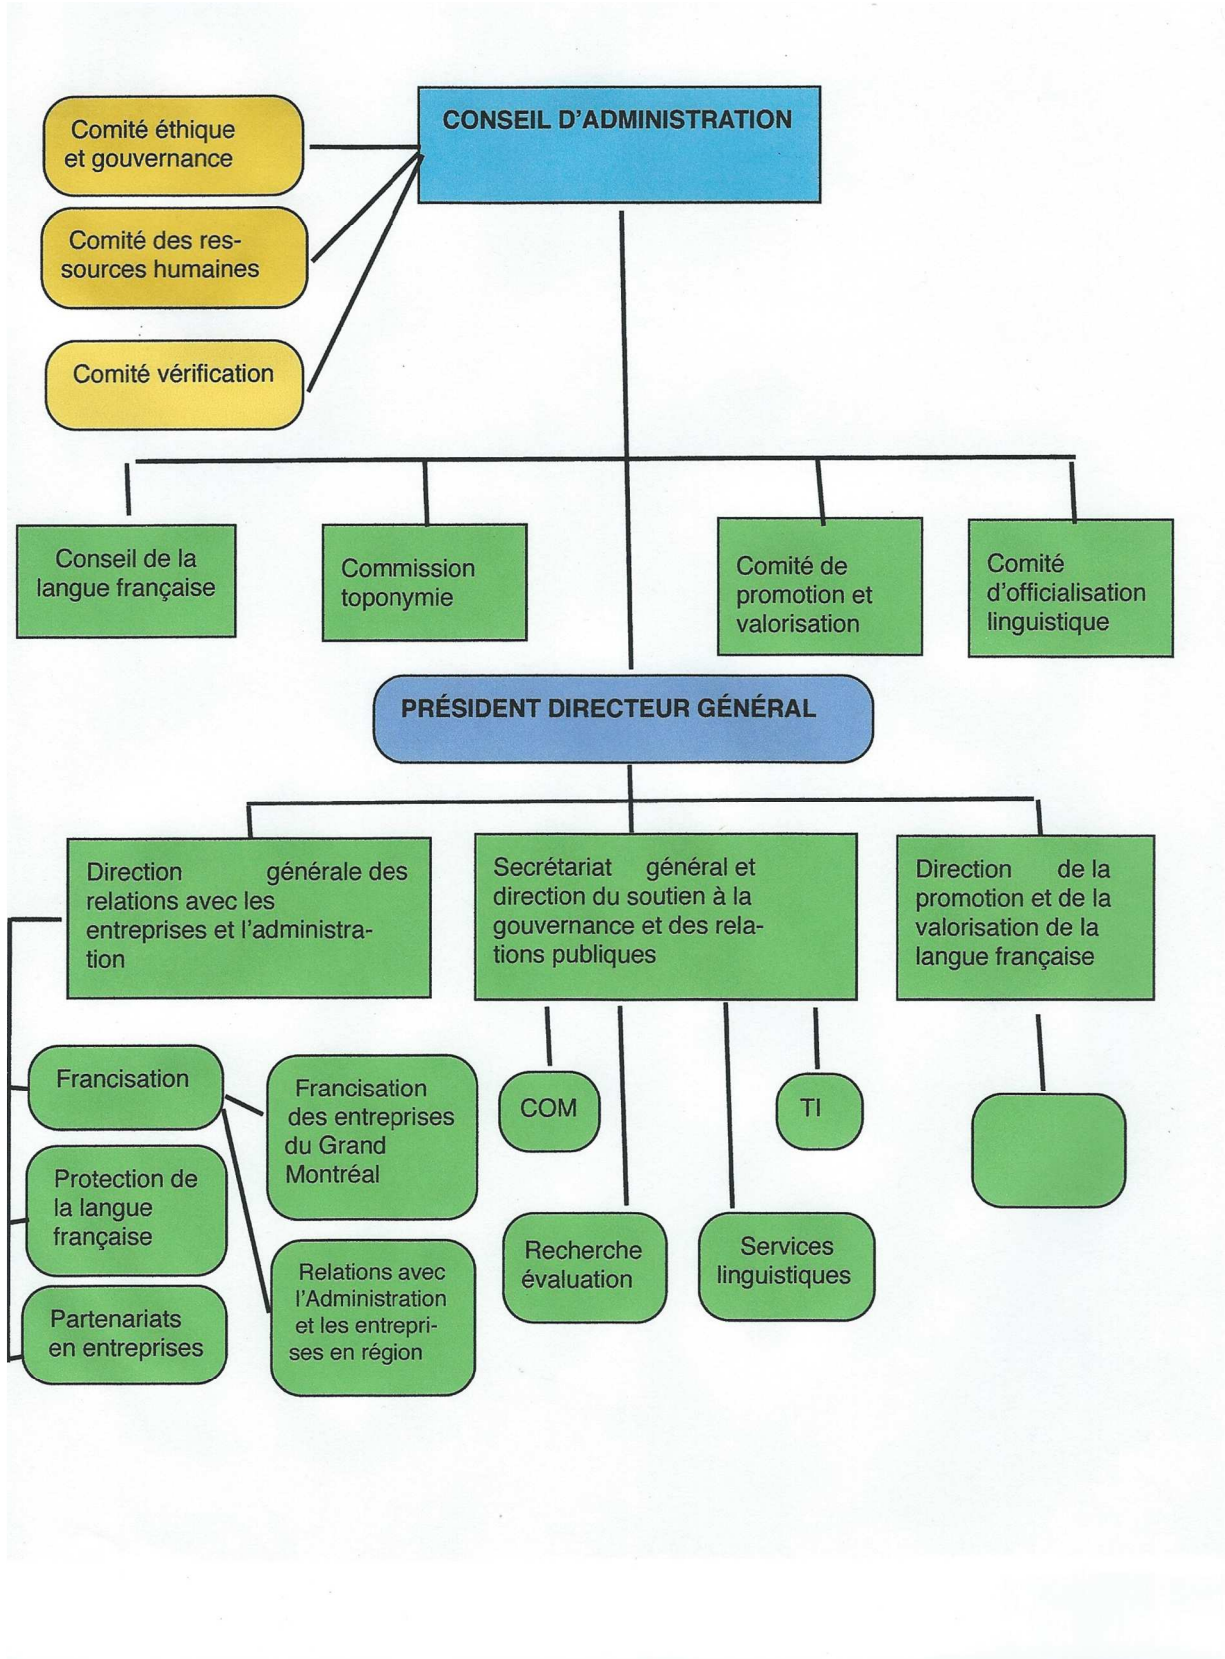 CONSEIL D'ADMINISTRATION
Comité éthique
et gouvernance
Comité des res-
sources humaines
Comité vérification
Conseil de la
langue française
Commission
toponymie
Comité de
promotion et
valorisation
Comité
d'officialisation
linguistique
PRÉSIDENT DIRECTEUR GÉNÉRAL
Direction générale des
relations avec les
entreprises et l'administra-
tion
Secrétariat général et
direction du soutien à la
gouvernance et des rela-
tions publiques
Direction de la
promotion et de la
valorisation de la
langue française
Francisation
Protection de
la langue
française
Partenariats
en entreprises
Francisation
des entreprises
du Grand
Montréal
Relations avec
l'Administration
et les entrepri-
ses en région
COM
TI
Recherche
évaluation
Services
linguistiques